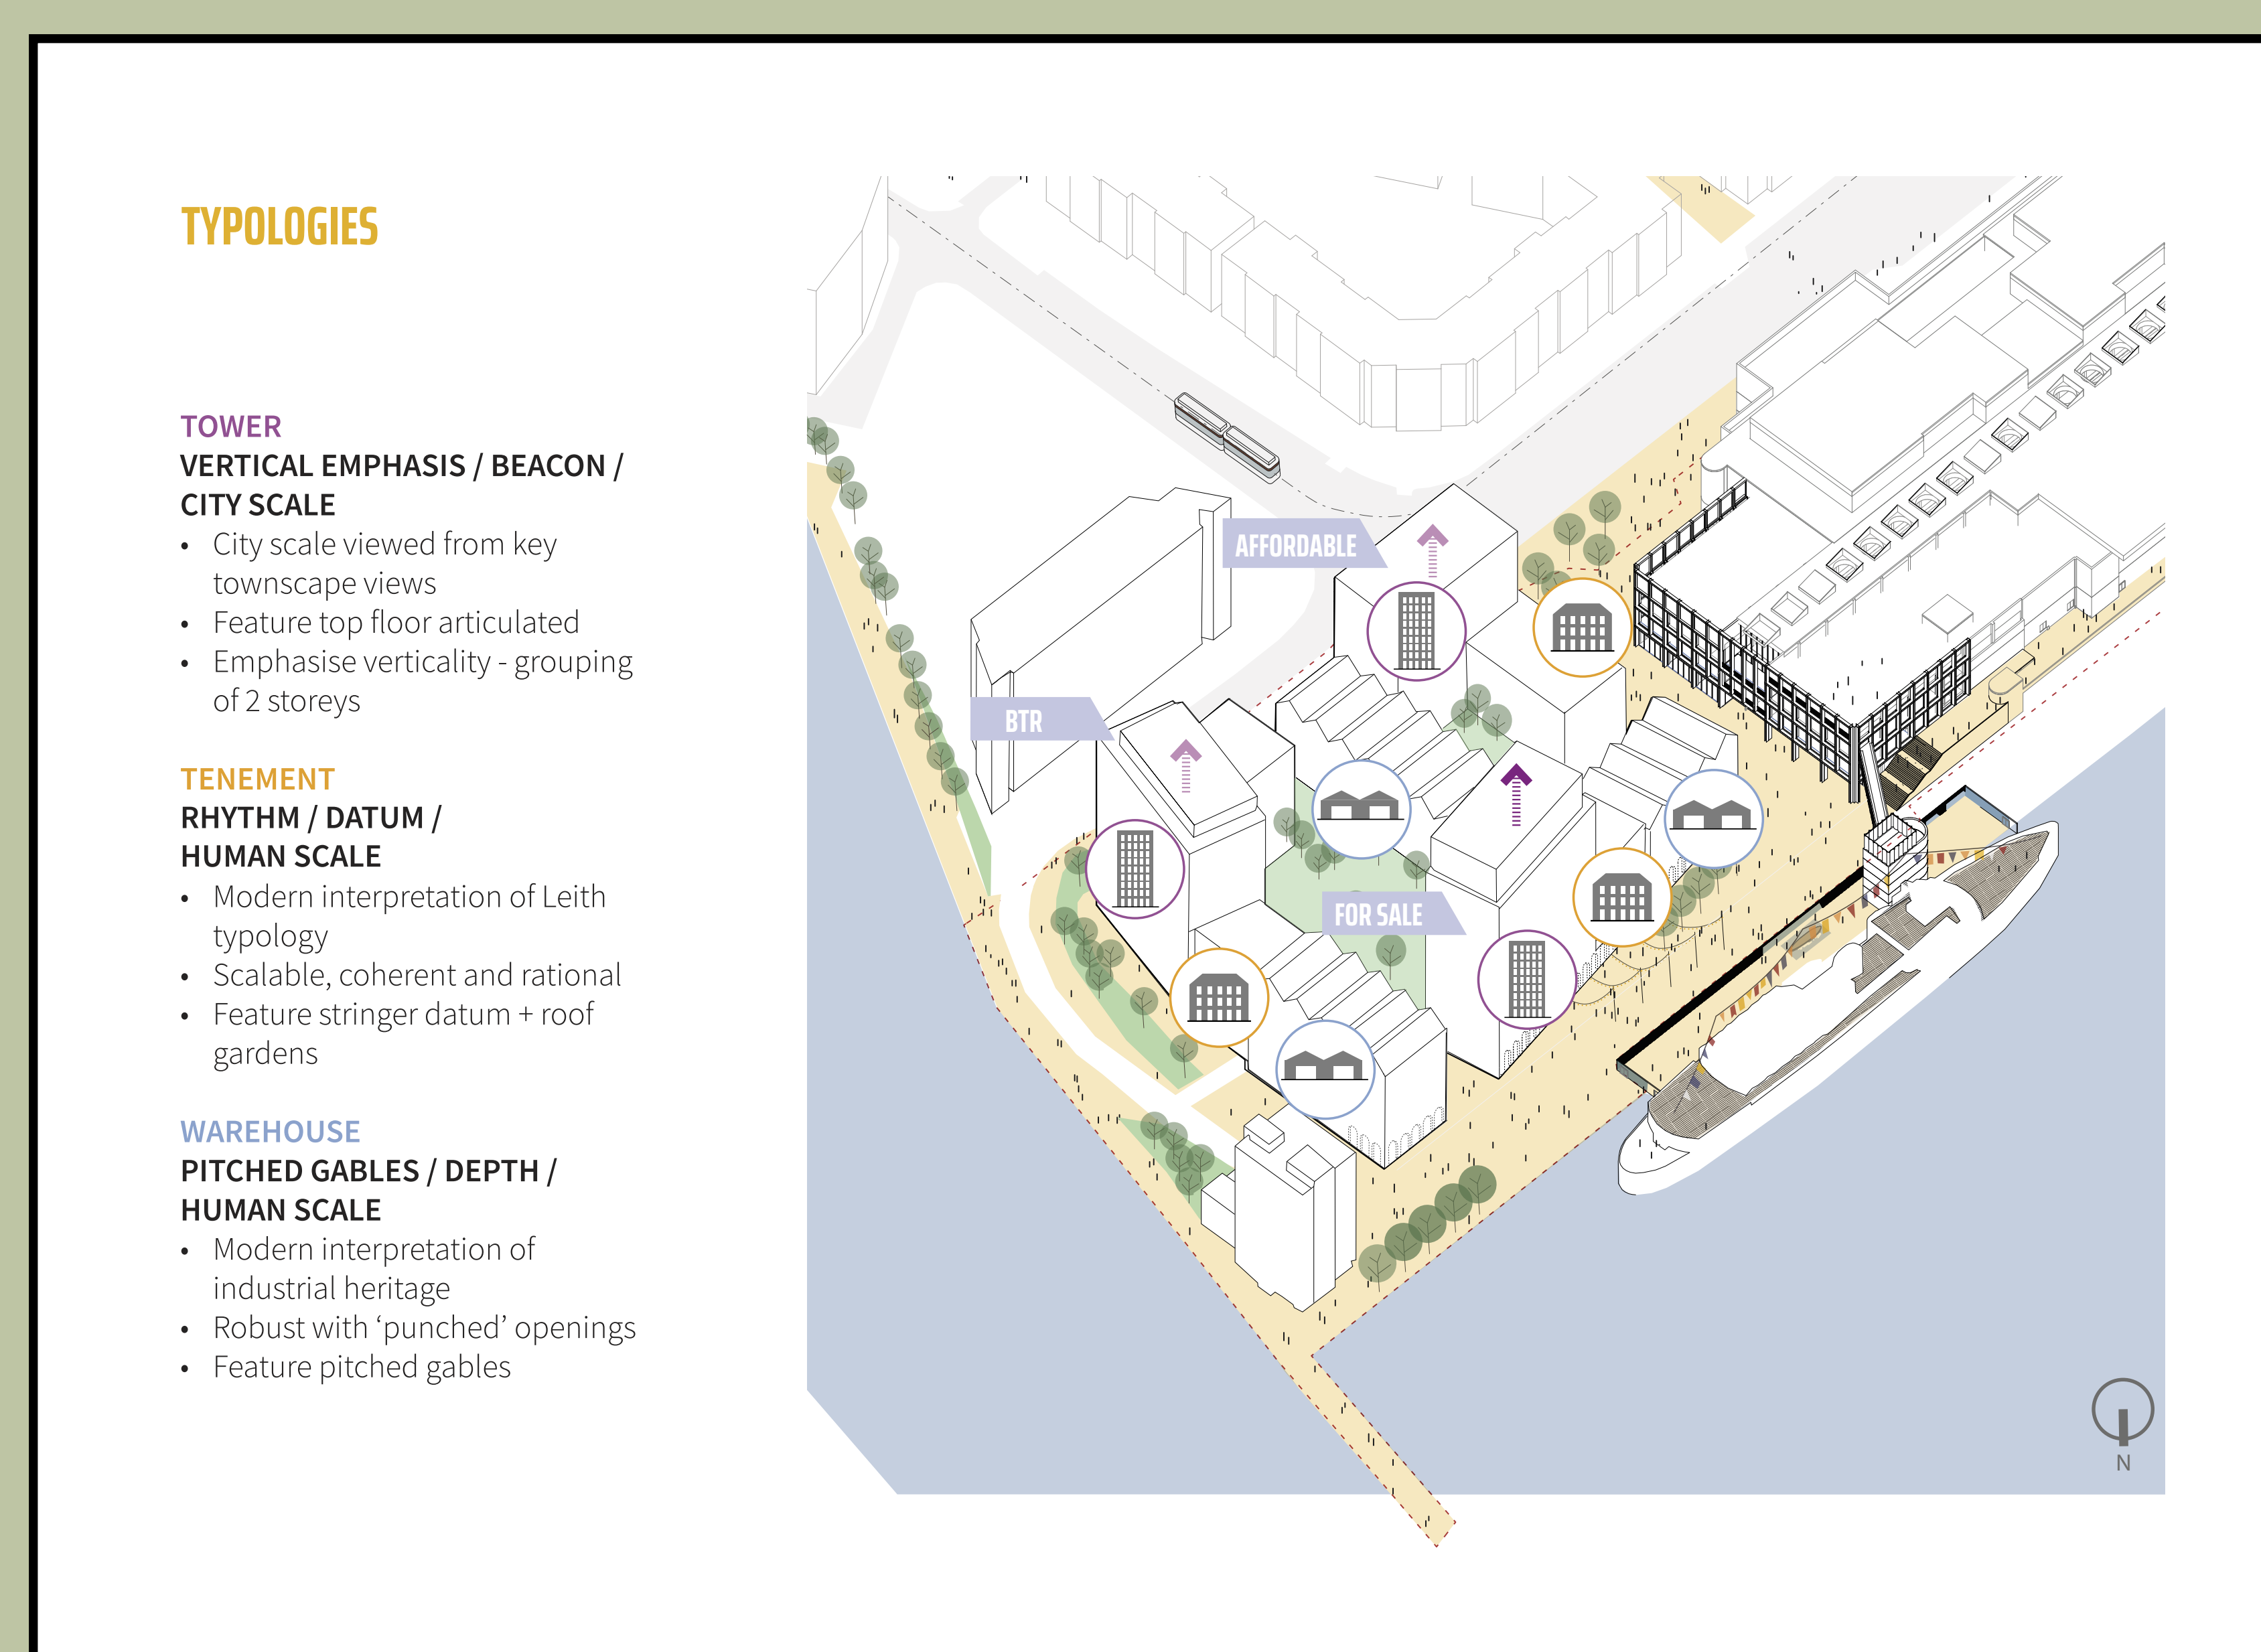 TYPOLOGIES
TOWER
VERTICAL EMPHASIS / BEACON /
CITY SCALE
• City scale viewed from key
townscape views
• Feature top floor articulated
• Emphasise verticality - grouping
of 2 storeys
TENEMENT
RHYTHM / DATUM /
HUMAN SCALE
• Modern interpretation of Leith
typology
• Scalable, coherent and rational
• Feature stringer datum + roof
gardens
WAREHOUSE
PITCHED GABLES / DEPTH /
HUMAN SCALE
• Modern interpretation of
industrial heritage
• Robust with ‘punched’ openings
• Feature pitched gables
AFFORDABLE
BTR
FOR SALE
N